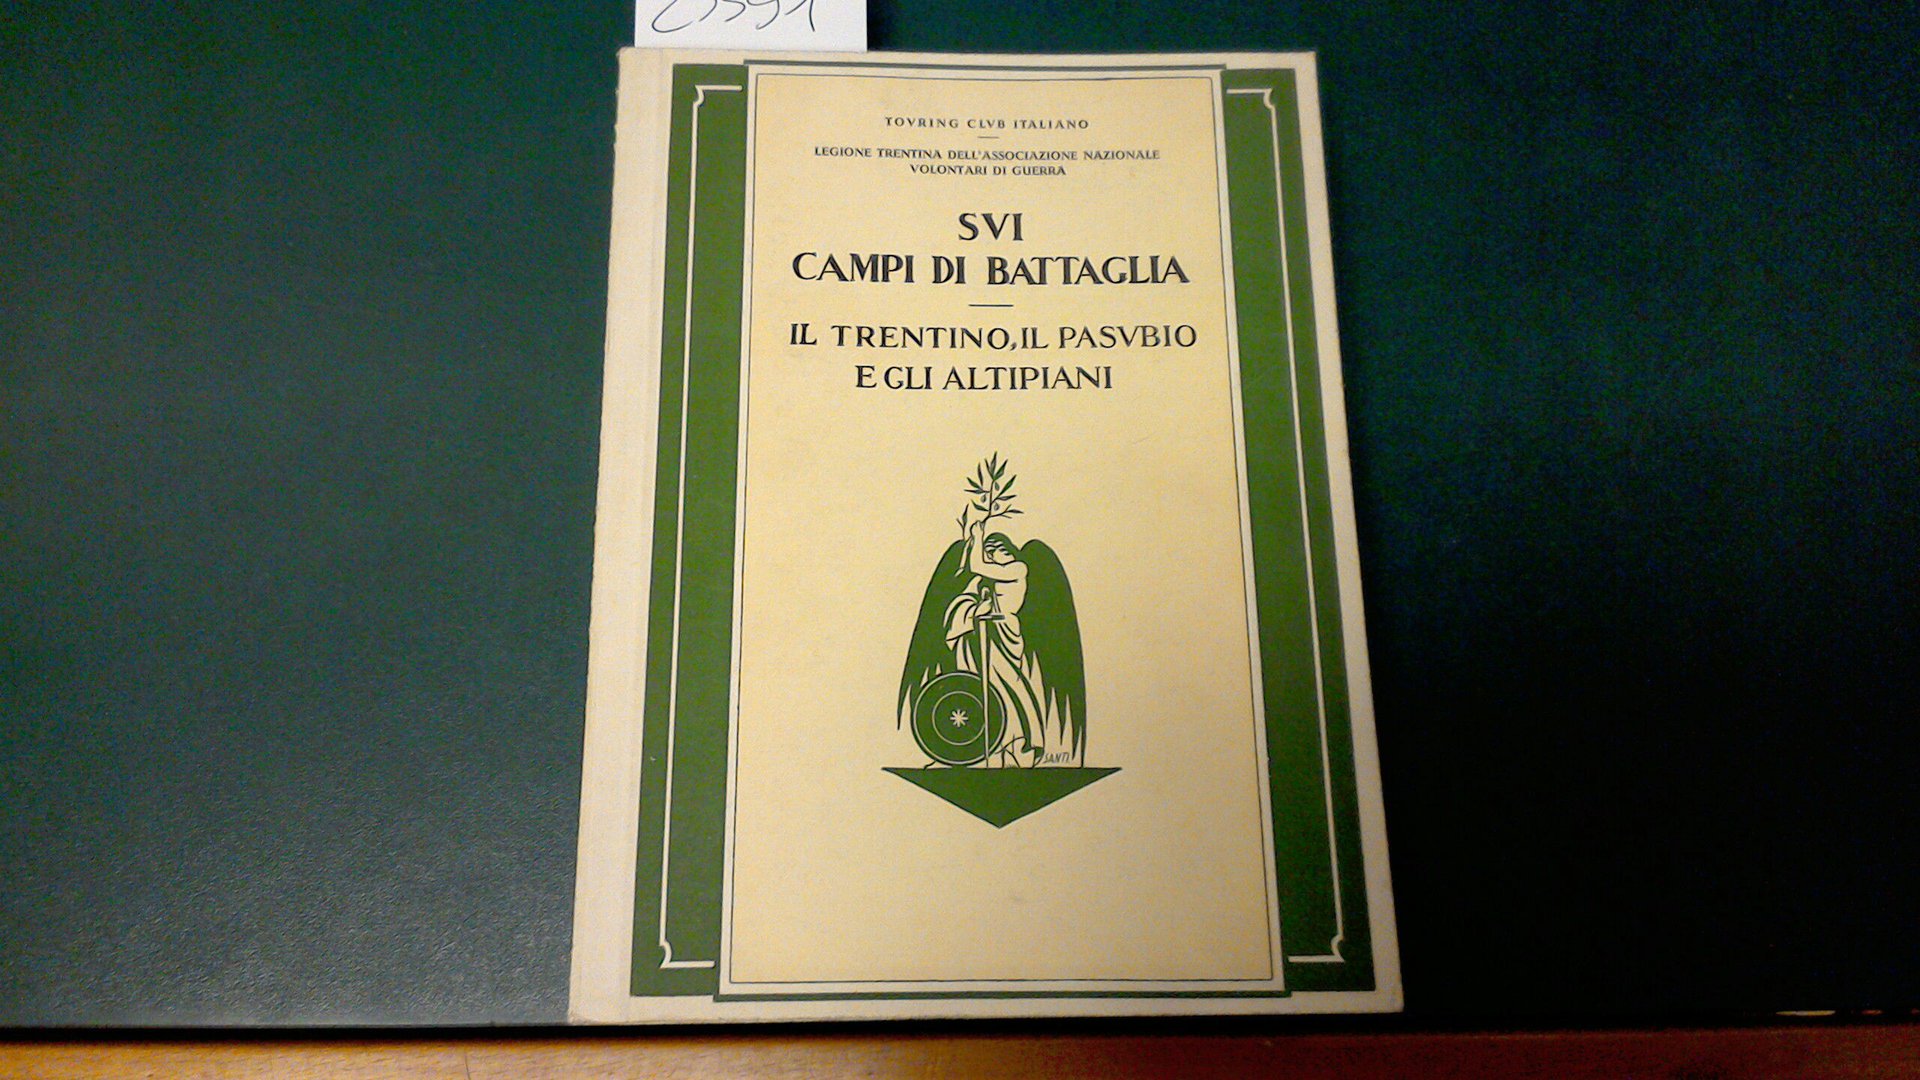 TOVRING CLVB ITALIANO
LEGIONE TRENTINA DELL'ASSOCIAZIONE NAZIONALE
VOLONTARI DI GUERRA
SVI
CAMPI DI BATTAGLIA
IL TRENTINO, IL PASVBIO
E GLI ALTIPIANI
SANTI.